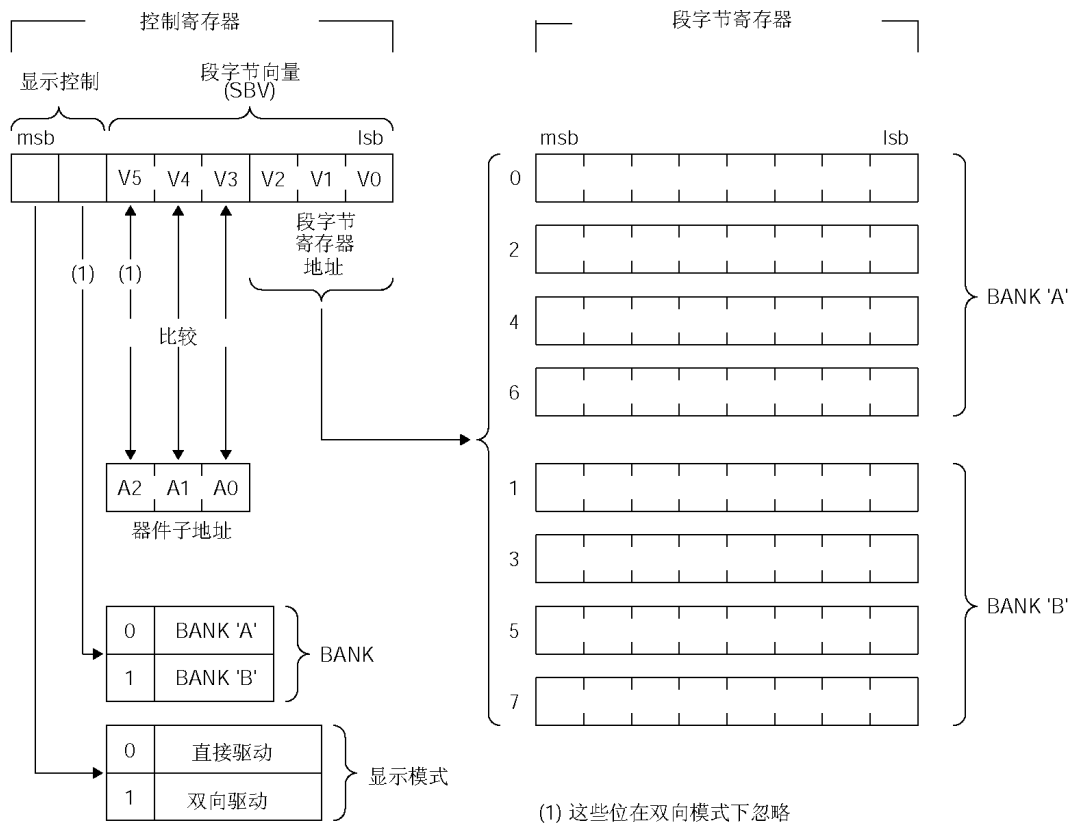 控制寄存器
段字节寄存器
显示控制
段字节向量
(SBV)
msb
lsb
V5 V4 V3 V2 V1 V0
(1)
(1)
比较
段字节
寄存器
地址
A2 A1 A0
器件子地址
0 BANK 'A'
1 BANK 'B'
BANK
0 直接驱动
1 双向驱动
显示模式
msb
lsb
0
2
4
6
BANK 'A'
1
3
5
7
BANK 'B'
(1) 这些位在双向模式下忽略